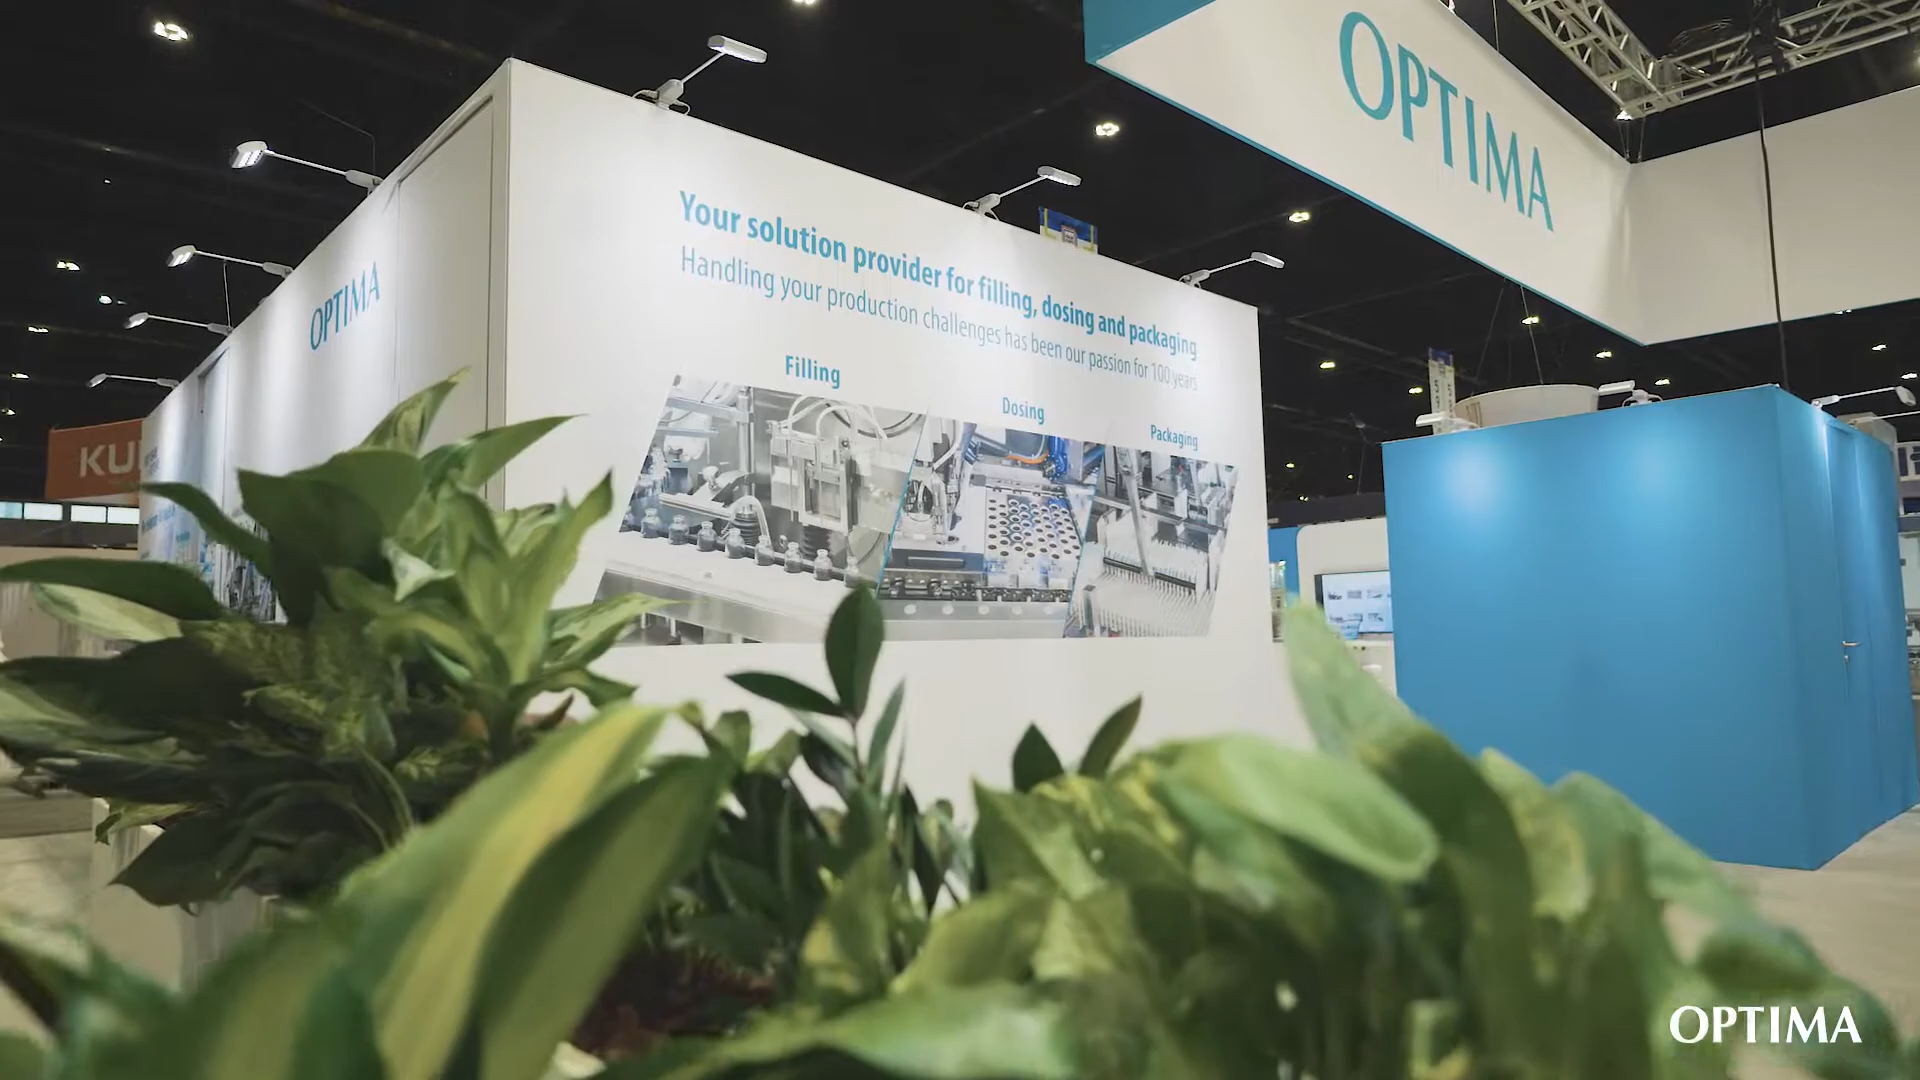 OPTIMA
Your solution provider for filling, dosing and packaging
Handling your production challenges has been our passion for 100 years
OPTIMA
Filling
Dosing
Packaging
KU
OPTIMA